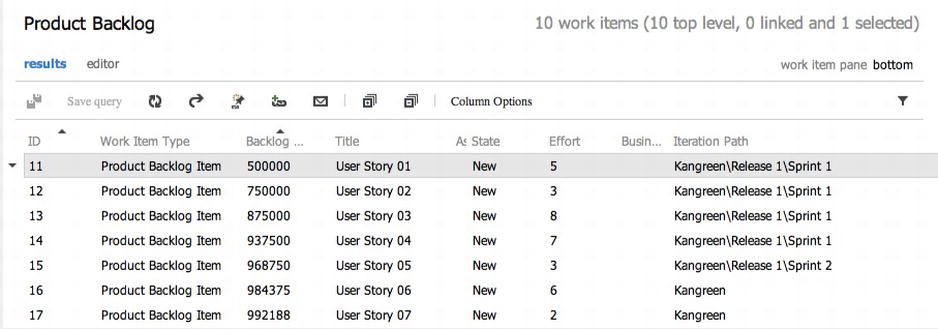 Product Backlog 10 work items (10 top level, 0 linked and 1 selected)
results editor work item pane bottom
Save query Column Options
ID Work Item Type Backlog ... Title As State Effort Busin... Iteration Path
11 Product Backlog Item 500000 User Story 01 New 5 Kangreen\Release 1\Sprint 1
12 Product Backlog Item 750000 User Story 02 New 3 Kangreen\Release 1\Sprint 1
13 Product Backlog Item 875000 User Story 03 New 8 Kangreen\Release 1\Sprint 1
14 Product Backlog Item 937500 User Story 04 New 7 Kangreen\Release 1\Sprint 1
15 Product Backlog Item 968750 User Story 05 New 3 Kangreen\Release 1\Sprint 2
16 Product Backlog Item 984375 User Story 06 New 6 Kangreen
17 Product Backlog Item 992188 User Story 07 New 2 Kangreen